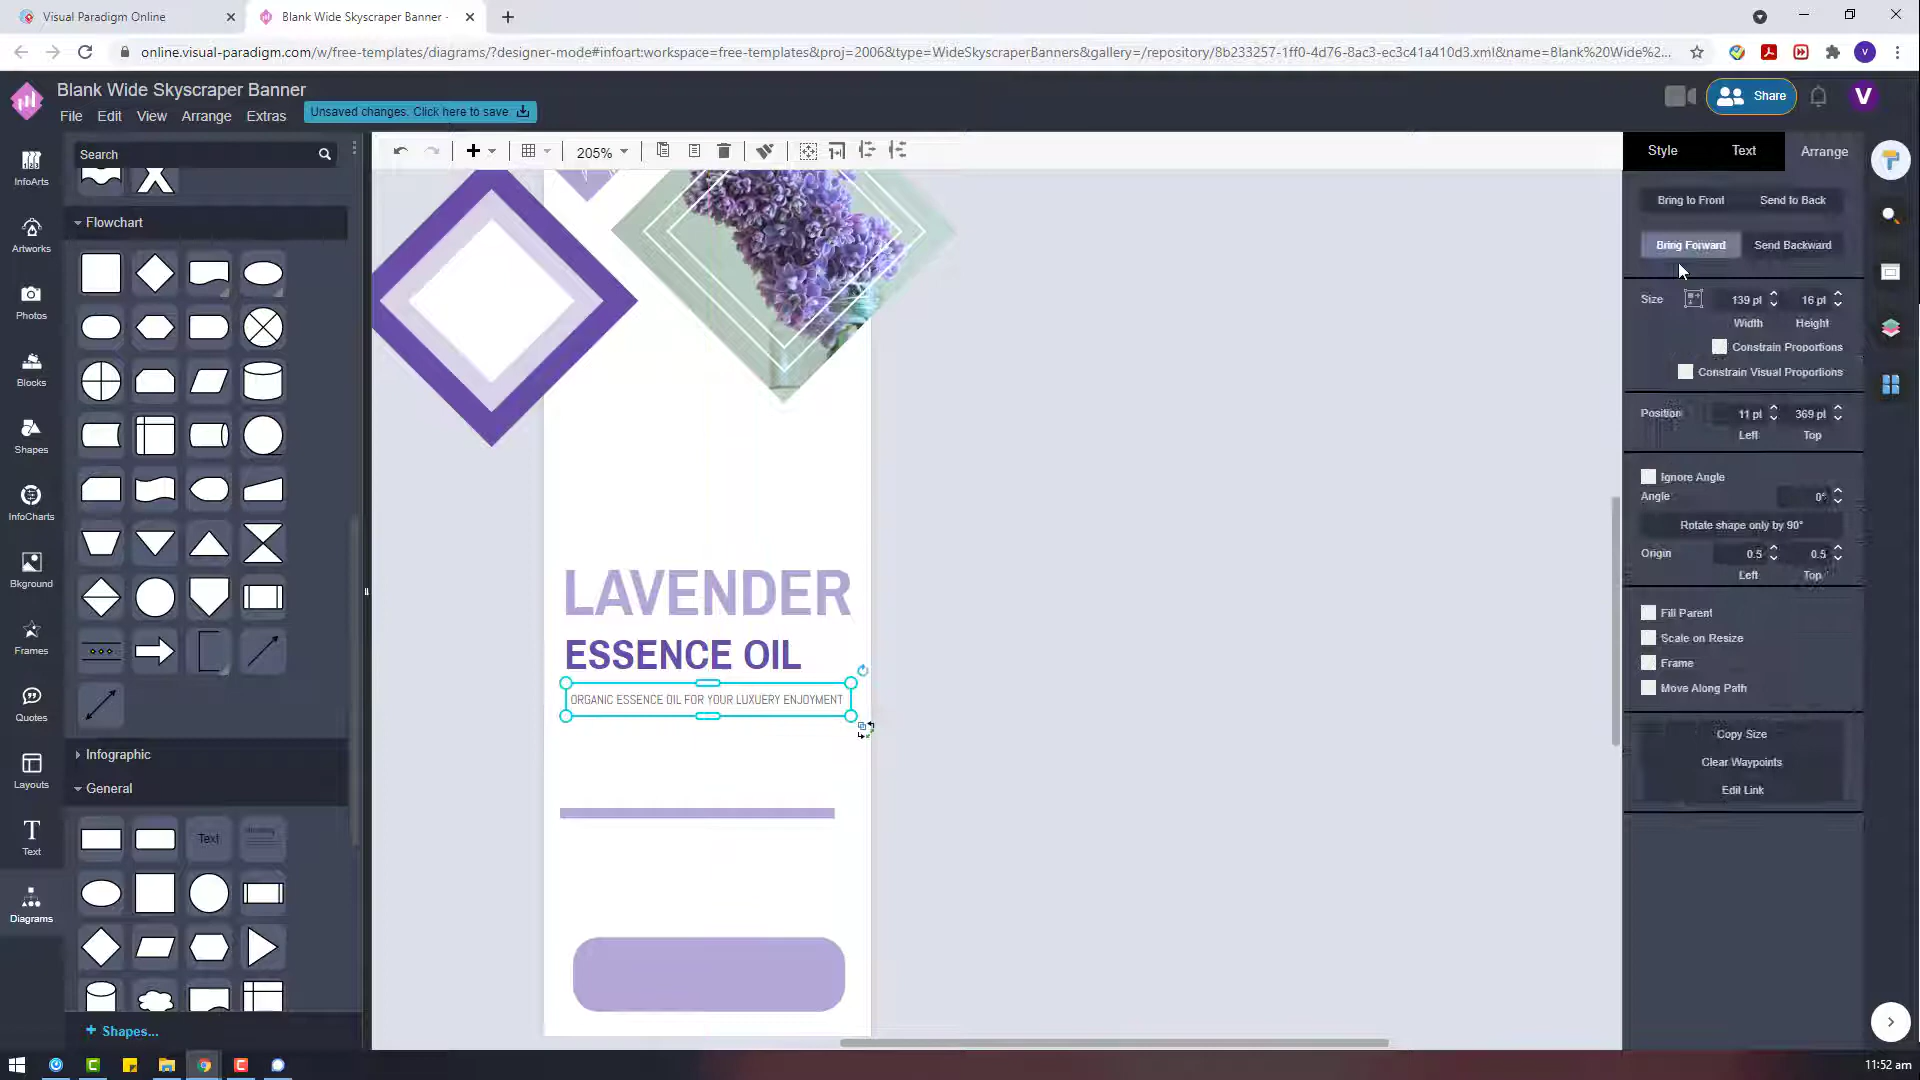 Visual Paradigm Online
Blank Wide Skyscraper Banner -
online.visual-paradigm.com/w/free-templates/diagrams/?designer-mode#infoart:workspace=free-templates&proj=2006&type=WideSkyscraperBanners&gallery=/repository/8b233257-1ff0-4d76-8ac3-ec3c41a410d3.xml&name=Blank%20Wide%2...
V
Blank Wide Skyscraper Banner
File Edit View Arrange Extras
Unsaved changes. Click here to save
Share
V
Search
205%
Style Text Arrange
InfoArts
Artworks
Photos
Blocks
Shapes
InfoCharts
Bkground
Frames
Quotes
Layouts
Text
Diagrams
Flowchart
Infographic
General
Text
Heading
+ Shapes...
LAVENDER
ESSENCE OIL
ORGANIC ESSENCE OIL FOR YOUR LUXUERY ENJOYMENT
Bring to Front Send to Back
Bring Forward Send Backward
Size 139 pt 16 pt
Width Height
Constrain Proportions
Constrain Visual Proportions
Position 11 pt 369 pt
Left Top
Ignore Angle
Angle 0°
Rotate shape only by 90°
Origin 0.5 0.5
Left Top
Fill Parent
Scale on Resize
Frame
Move Along Path
Copy Size
Clear Waypoints
Edit Link
11:52 am